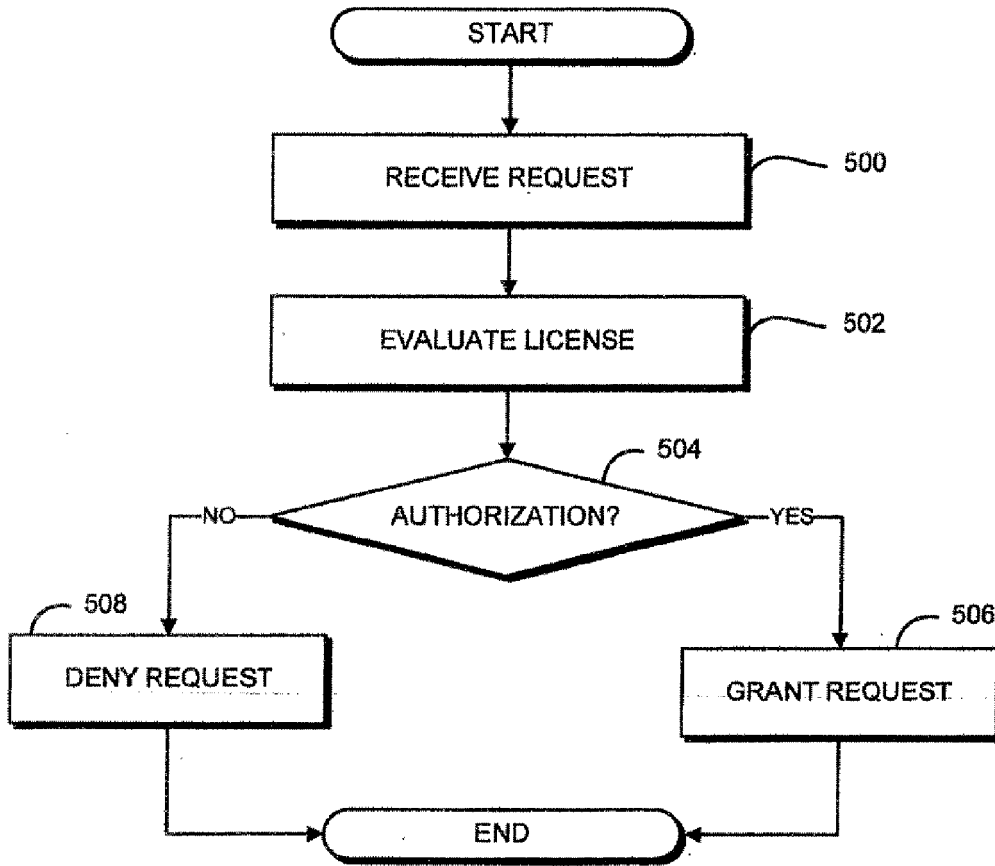 START
RECEIVE REQUEST
500
EVALUATE LICENSE
502
504
AUTHORIZATION?
NO
YES
508
DENY REQUEST
506
GRANT REQUEST
END